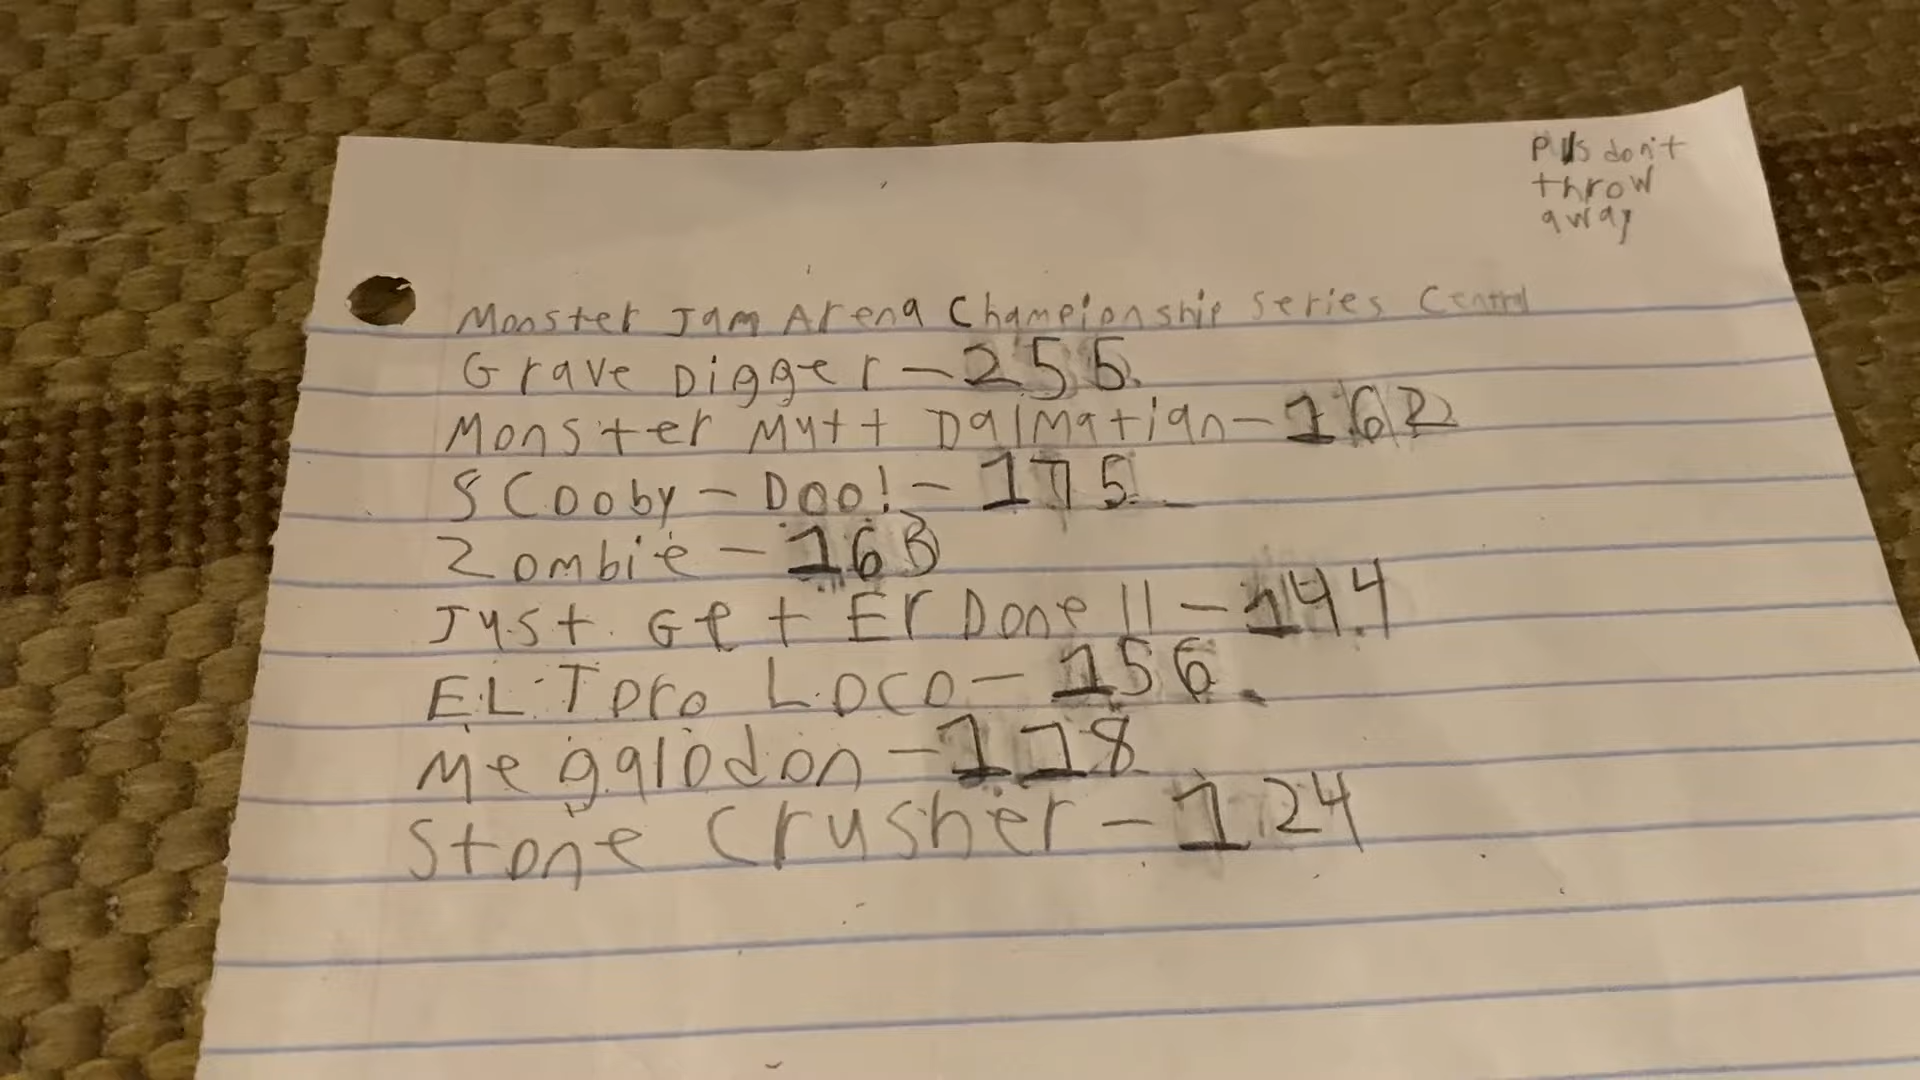 Pls don't
throw
away
Monster Jam Arena Championship Series Central
Grave Digger - 255
Monster Mutt Dalmatian - 162
Scooby-Doo! - 175
Zombie - 163
Just Get Er Done!! - 144
EL Toro Loco - 156
Megalodon - 118
Stone Crusher - 124